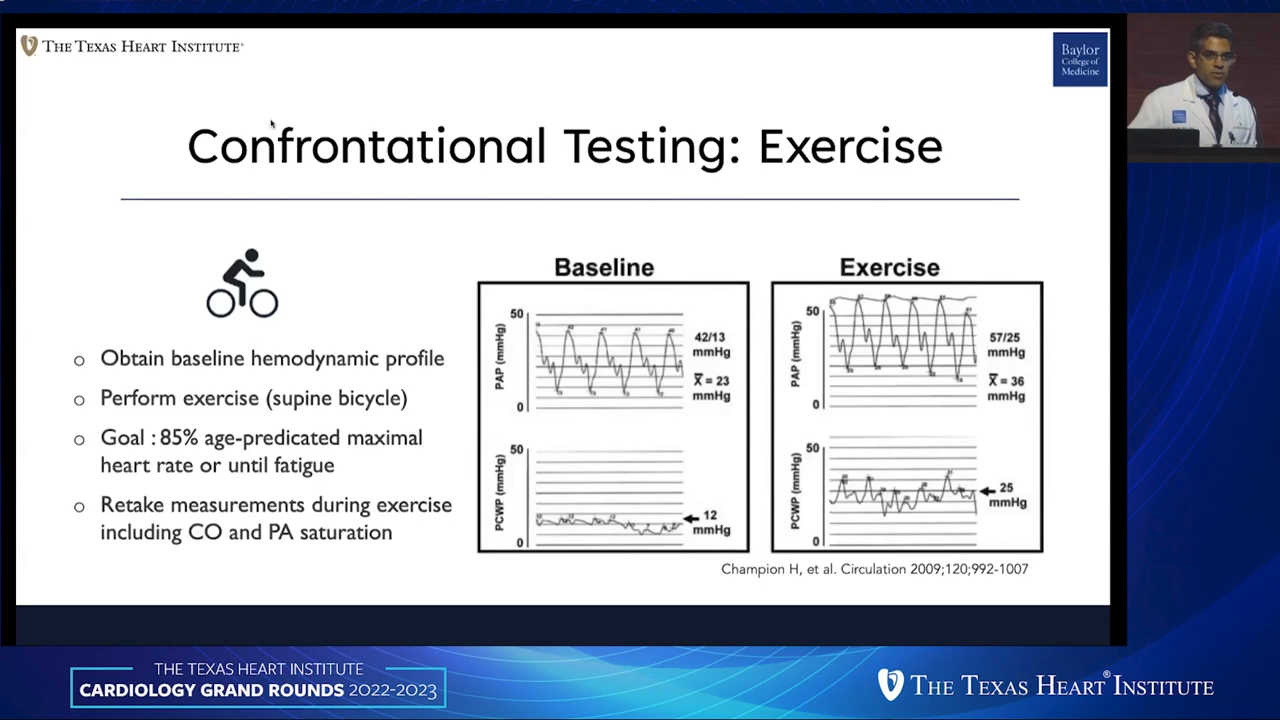 THE TEXAS HEART INSTITUTE®
Baylor
College of
Medicine
Confrontational Testing: Exercise
o Obtain baseline hemodynamic profile
o Perform exercise (supine bicycle)
o Goal : 85% age-predicated maximal
heart rate or until fatigue
o Retake measurements during exercise
including CO and PA saturation
Baseline
50
PAP (mmHg)
0
42/13
mmHg
X̅ = 23
mmHg
50
PCWP (mmHg)
0
12
mmHg
Exercise
50
PAP (mmHg)
0
57/25
mmHg
X̅ = 36
mmHg
50
PCWP (mmHg)
0
25
mmHg
Champion H, et al. Circulation 2009;120;992-1007
THE TEXAS HEART INSTITUTE
CARDIOLOGY GRAND ROUNDS 2022-2023
THE TEXAS HEART® INSTITUTE